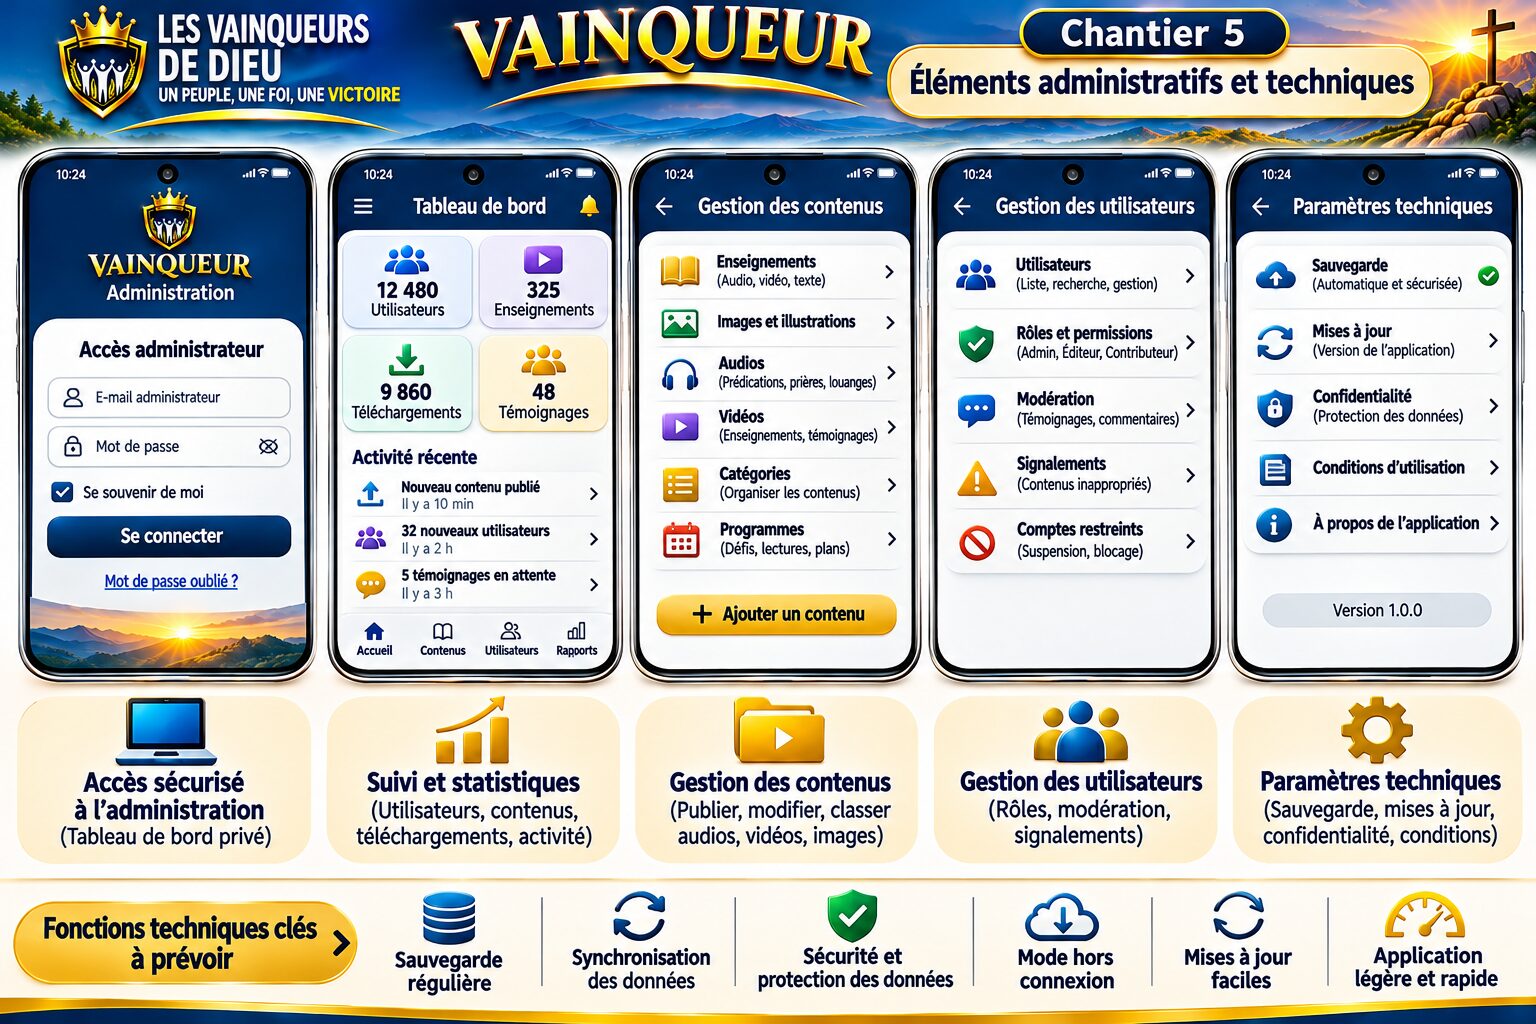 LES VAINQUEURS
DE DIEU
UN PEUPLE, UNE FOI, UNE VICTOIRE
VAINQUEUR
Chantier 5
Éléments administratifs et techniques
10:24
VAINQUEUR
Administration
Accès administrateur
E-mail administrateur
Mot de passe
Se souvenir de moi
Se connecter
Mot de passe oublié ?
10:24
Tableau de bord
12 480
Utilisateurs
325
Enseignements
9 860
Téléchargements
48
Témoignages
Activité récente
Nouveau contenu publié
Il y a 10 min
32 nouveaux utilisateurs
Il y a 2 h
5 témoignages en attente
Il y a 3 h
Accueil
Contenus
Utilisateurs
Rapports
10:24
Gestion des contenus
Enseignements
(Audio, vidéo, texte)
Images et illustrations
Audios
(Prédications, prières, louanges)
Vidéos
(Enseignements, témoignages)
Catégories
(Organiser les contenus)
Programmes
(Défis, lectures, plans)
+ Ajouter un contenu
10:24
Gestion des utilisateurs
Utilisateurs
(Liste, recherche, gestion)
Rôles et permissions
(Admin, Éditeur, Contributeur)
Modération
(Témoignages, commentaires)
Signalements
(Contenus inappropriés)
Comptes restreints
(Suspension, blocage)
10:24
Paramètres techniques
Sauvegarde
(Automatique et sécurisée)
Mises à jour
(Version de l'application)
Confidentialité
(Protection des données)
Conditions d'utilisation
À propos de l'application
Version 1.0.0
Accès sécurisé
à l'administration
(Tableau de bord privé)
Suivi et statistiques
(Utilisateurs, contenus,
téléchargements, activité)
Gestion des contenus
(Publier, modifier, classer
audios, vidéos, images)
Gestion des utilisateurs
(Rôles, modération,
signalements)
Paramètres techniques
(Sauvegarde, mises à jour,
confidentialité, conditions)
Fonctions techniques clés
à prévoir
Sauvegarde
régulière
Synchronisation
des données
Sécurité et
protection des données
Mode hors
connexion
Mises à jour
faciles
Application
légère et rapide